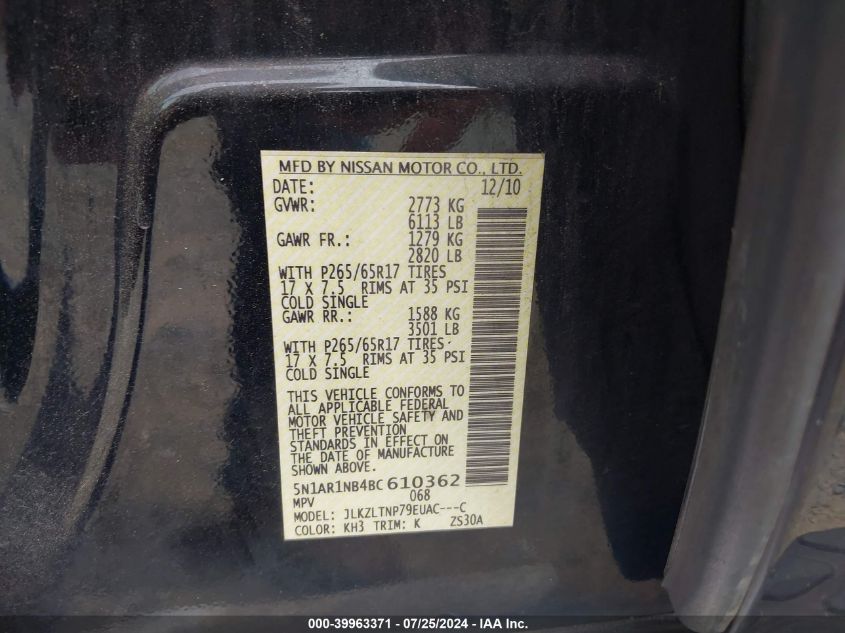 MFD BY NISSAN MOTOR CO., LTD.
DATE: 12/10
GVWR: 2773 KG
6113 LB
GAWR FR.: 1279 KG
2820 LB
WITH P265/65R17 TIRES
17 X 7.5 RIMS AT 35 PSI
COLD SINGLE
GAWR RR.: 1588 KG
3501 LB
WITH P265/65R17 TIRES
17 X 7.5 RIMS AT 35 PSI
COLD SINGLE
THIS VEHICLE CONFORMS TO
ALL APPLICABLE FEDERAL
MOTOR VEHICLE SAFETY AND
THEFT PREVENTION
STANDARDS IN EFFECT ON
THE DATE OF MANUFACTURE
SHOWN ABOVE.
5N1AR1NB4BC610362
MPV 068
MODEL: JLKZLTNP79EUAC---C
COLOR: KH3 TRIM: K ZS30A
000-39963371 - 07/25/2024 - IAA Inc.